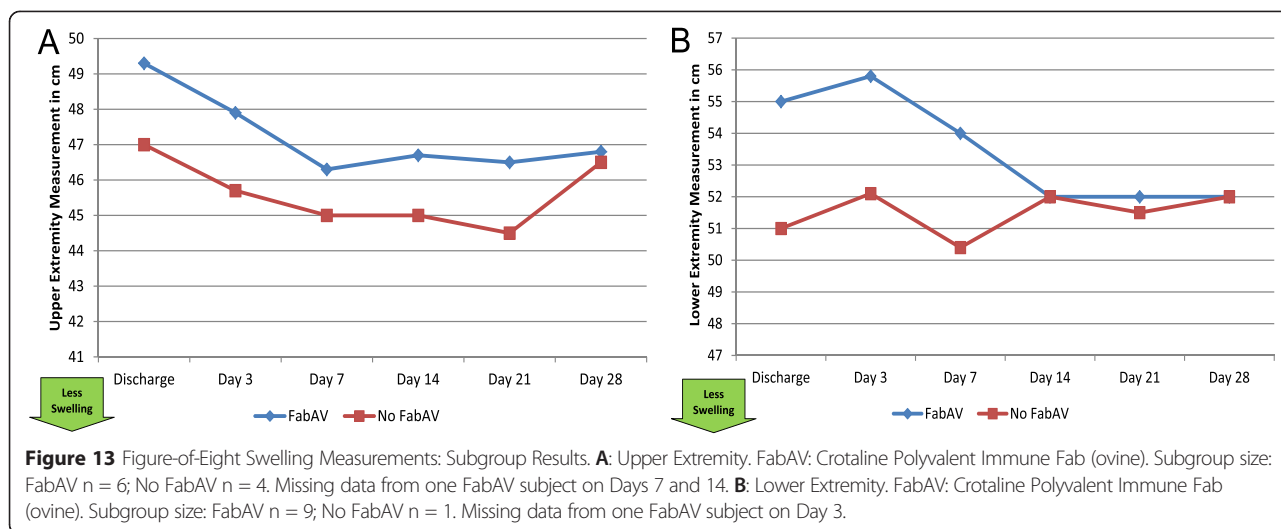 A
50
49
48
47
46
45
44
43
42
41
Upper Extremity Measurement in cm
Discharge Day 3 Day 7 Day 14 Day 21 Day 28
Less
Swelling
FabAV No FabAV
B
57
56
55
54
53
52
51
50
49
48
47
Lower Extremity Measurement in cm
Discharge Day 3 Day 7 Day 14 Day 21 Day 28
Less
Swelling
FabAV No FabAV
Figure 13 Figure-of-Eight Swelling Measurements: Subgroup Results. A: Upper Extremity. FabAV: Crotaline Polyvalent Immune Fab (ovine). Subgroup size:
FabAV n = 6; No FabAV n = 4. Missing data from one FabAV subject on Days 7 and 14. B: Lower Extremity. FabAV: Crotaline Polyvalent Immune Fab
(ovine). Subgroup size: FabAV n = 9; No FabAV n = 1. Missing data from one FabAV subject on Day 3.